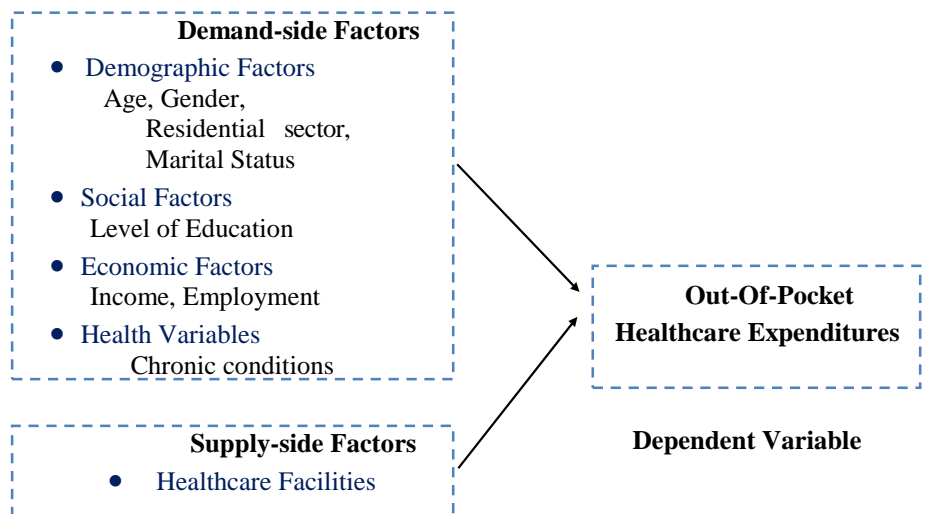 Demand-side Factors
• Demographic Factors
Age, Gender,
Residential sector,
Marital Status
• Social Factors
Level of Education
• Economic Factors
Income, Employment
• Health Variables
Chronic conditions
Out-Of-Pocket
Healthcare Expenditures
Supply-side Factors
• Healthcare Facilities
Dependent Variable